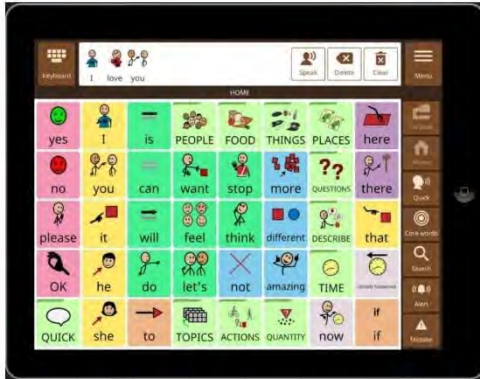 Keyboard
I love you
Speak Delete Clear
Menu
HOME
yes I is PEOPLE FOOD THINGS PLACES here
no you can want stop more QUESTIONS there
Quick
please it will feel think different DESCRIBE that
Core words
Search
OK he do let's not amazing TIME
Alert
QUICK she to TOPICS ACTIONS QUANTITY now if if
Mistake